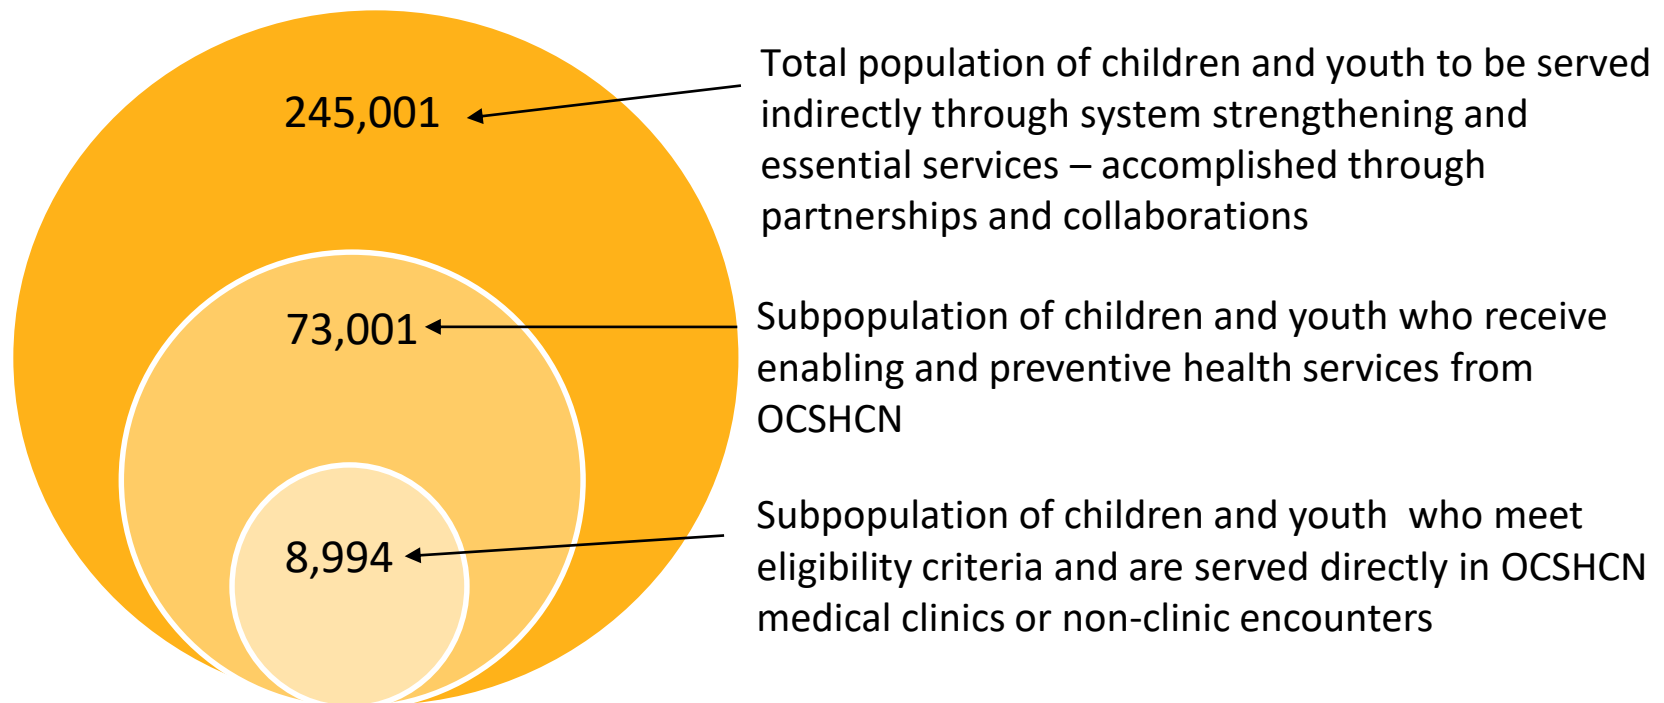 245,001
Total population of children and youth to be served
indirectly through system strengthening and
essential services – accomplished through
partnerships and collaborations
73,001
Subpopulation of children and youth who receive
enabling and preventive health services from
OCSHCN
8,994
Subpopulation of children and youth  who meet
eligibility criteria and are served directly in OCSHCN
medical clinics or non-clinic encounters